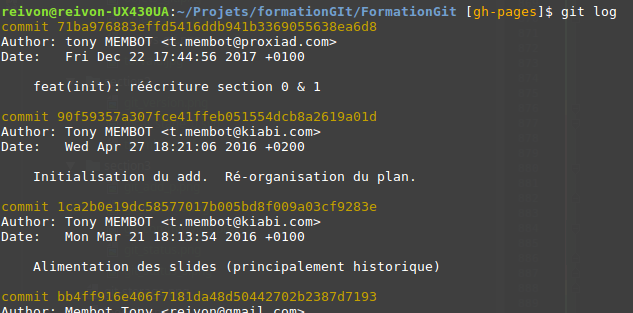 reivon@reivon-UX430UA:~/Projets/formationGIt/FormationGit [gh-pages]$ git log
commit 71ba976883effd5416ddb941b3369055638ea6d8
Author: tony MEMBOT <t.membot@proxiad.com>
Date:   Fri Dec 22 17:44:56 2017 +0100
    feat(init): réécriture section 0 & 1
commit 90f59357a307fce41ffeb051554dcb8a2619a01d
Author: Tony MEMBOT <t.membot@kiabi.com>
Date:   Wed Apr 27 18:21:06 2016 +0200
    Initialisation du add.  Ré-organisation du plan.
commit 1ca2b0e19dc58577017b005bd8f009a03cf9283e
Author: Tony MEMBOT <t.membot@kiabi.com>
Date:   Mon Mar 21 18:13:54 2016 +0100
    Alimentation des slides (principalement historique)
commit bb4ff916e406f7181da48d50442702b2387d7193
Author: Membot Tony <reivon@gmail.com>